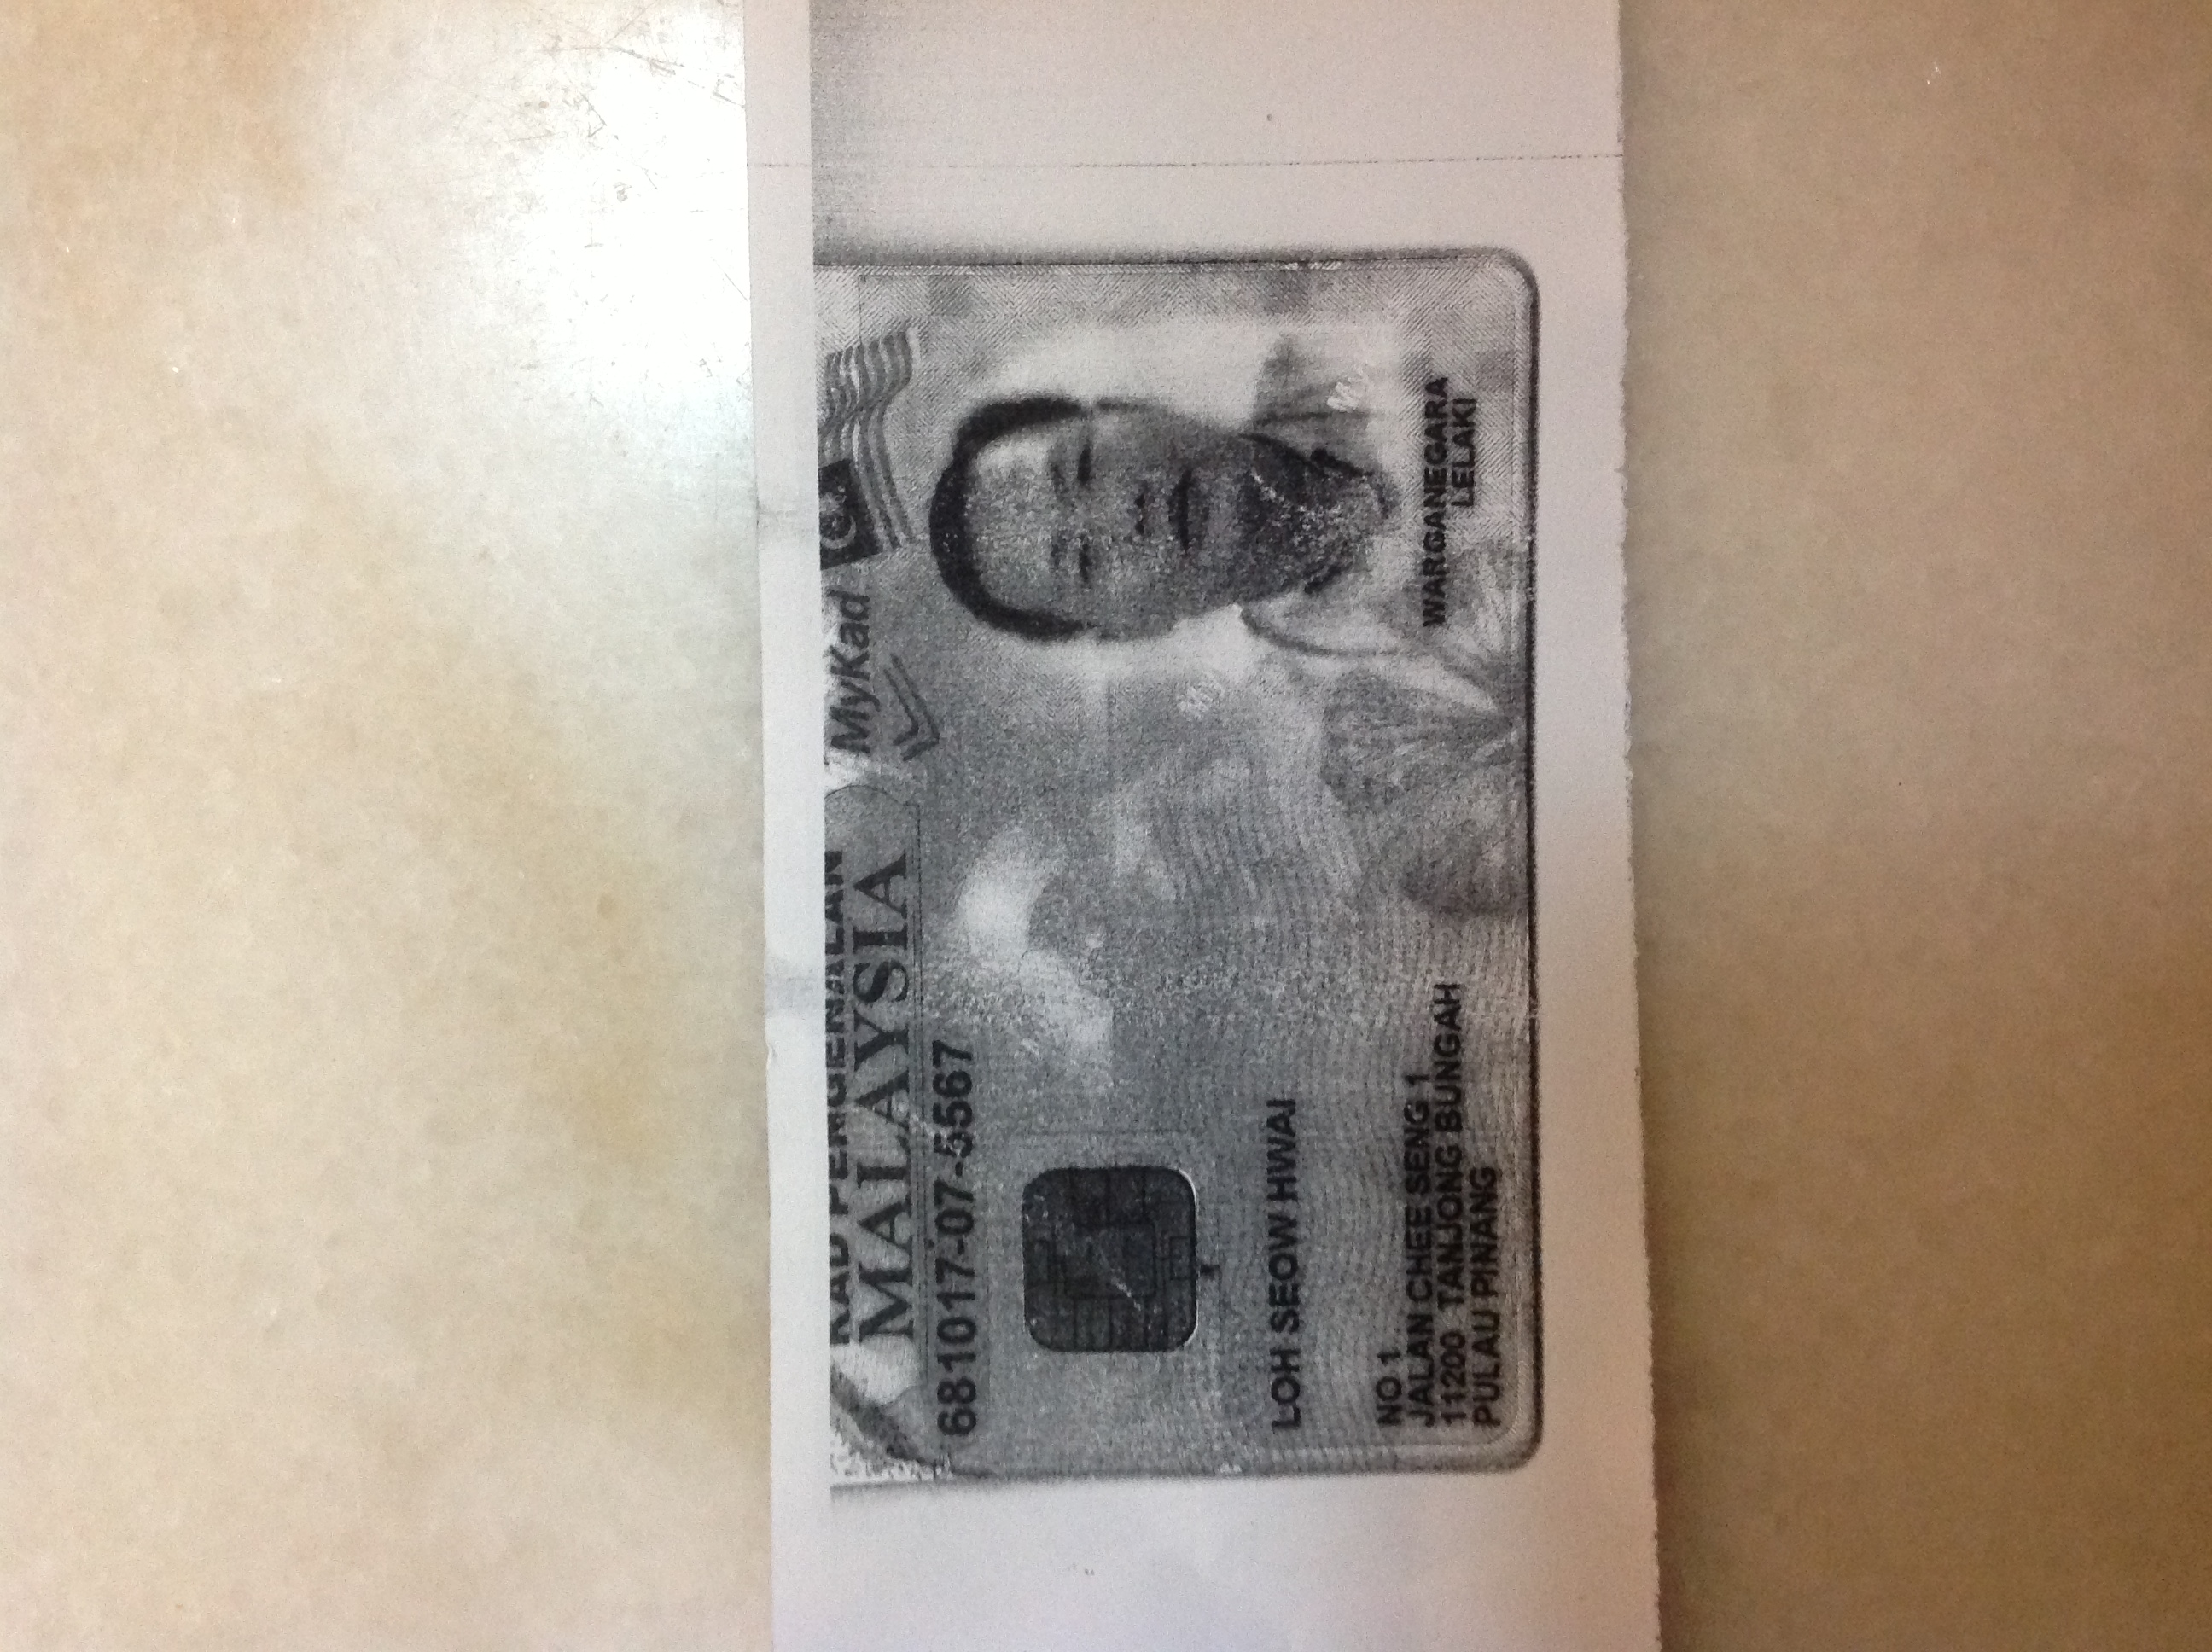 KAD PENGENALAN
MALAYSIA
MyKad
681017-07-5567
LOH SEOW HWAI
NO 1
JALAN CHEE SENG 1
11200 TANJONG BUNGAH
PULAU PINANG
WARGANEGARA
LELAKI